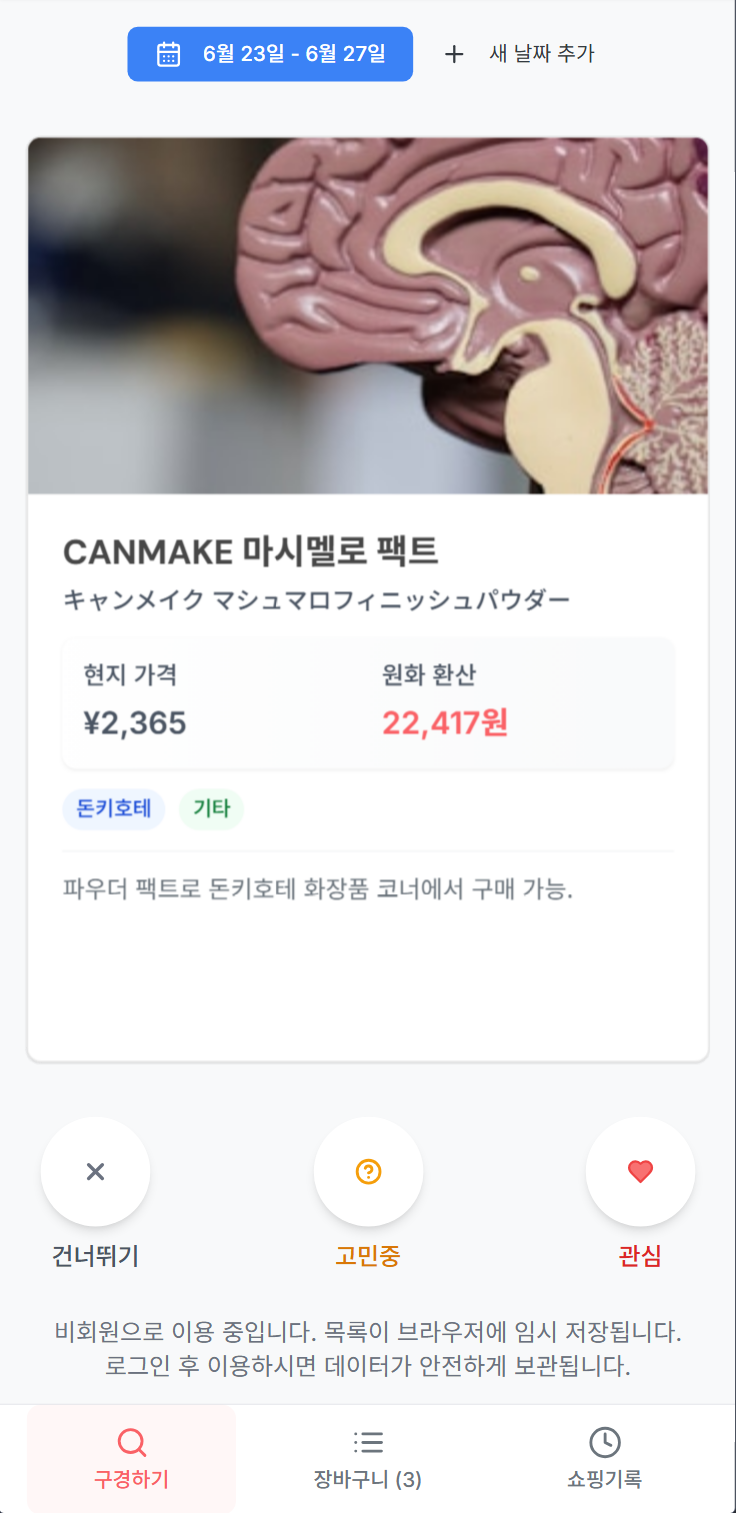 6월 23일 - 6월 27일
새 날짜 추가
CANMAKE 마시멜로 팩트
キャンメイク マシュマロフィニッシュパウダー
현지 가격
¥2,365
원화 환산
22,417원
돈키호테
기타
파우더 팩트로 돈키호테 화장품 코너에서 구매 가능.
건너뛰기
고민중
관심
비회원으로 이용 중입니다. 목록이 브라우저에 임시 저장됩니다.
로그인 후 이용하시면 데이터가 안전하게 보관됩니다.
구경하기
장바구니 (3)
쇼핑기록